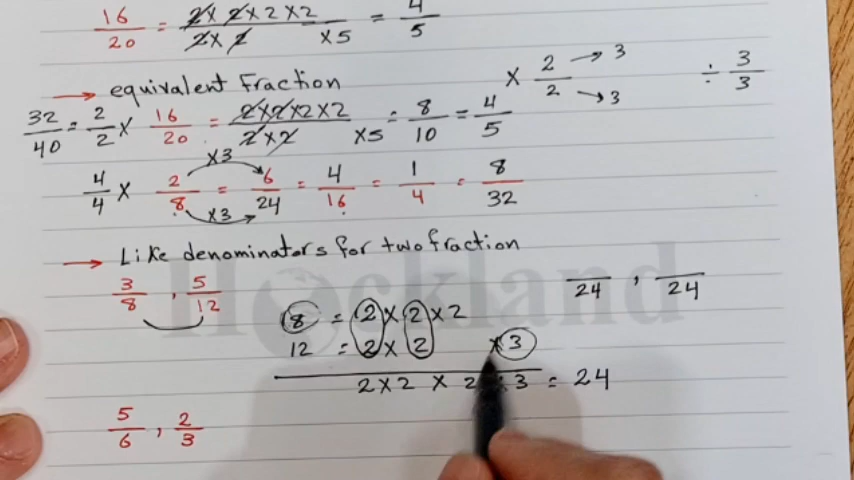 16/20 = 2×2×2×2 / 2×2 ×5 = 4/5
→ equivalent Fraction × 2/2 → 3 → 3 ÷ 3/3
32/40 = 2/2 × 16/20 = 2×2×2×2 / 2×2 ×5 = 8/10 = 4/5
×3
4/4 × 2/8 = 6/24 = 4/16 = 1/4 = 8/32
×3
→ Like denominators for two fraction
3/8 , 5/12
/24 , /24
Hockland
8 = 2×2×2
12 = 2×2 ×3
2×2 × 2 × 3 = 24
5/6 , 2/3